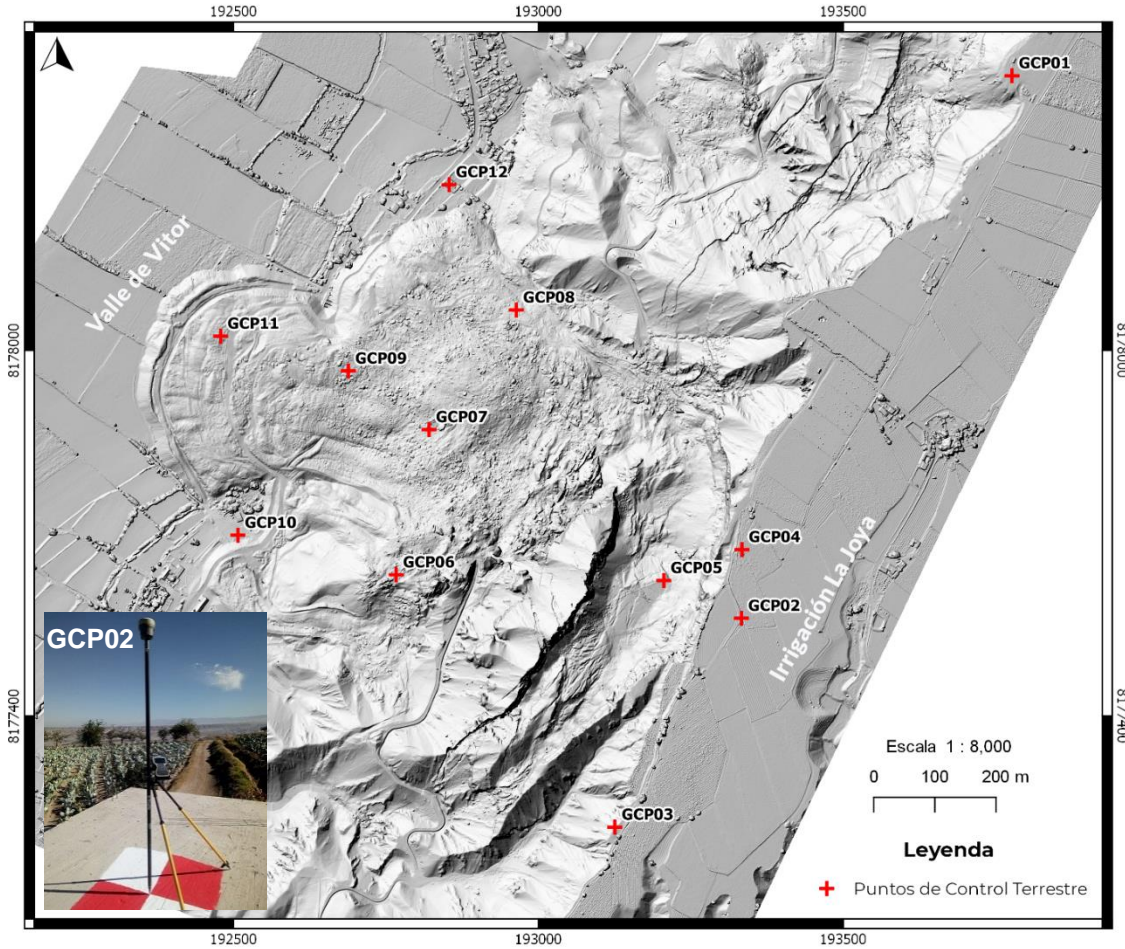 192500
193000
193500
GCP01
GCP12
Valle de Vitor
GCP08
GCP11
8178000
8178000
GCP09
GCP07
GCP10
GCP04
GCP06
GCP05
GCP02
Irrigación La Joya
GCP02
8177400
8177400
Escala 1 : 8,000
0 100 200 m
GCP03
Leyenda
Puntos de Control Terrestre
192500
193000
193500